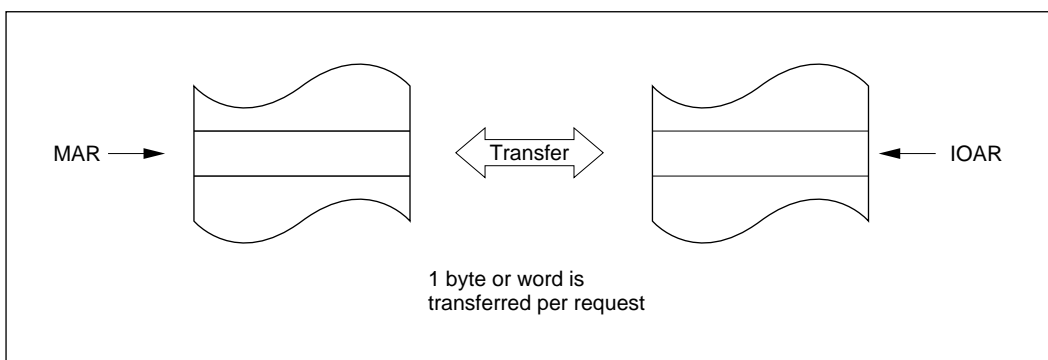 MAR
Transfer
IOAR
1 byte or word is
transferred per request